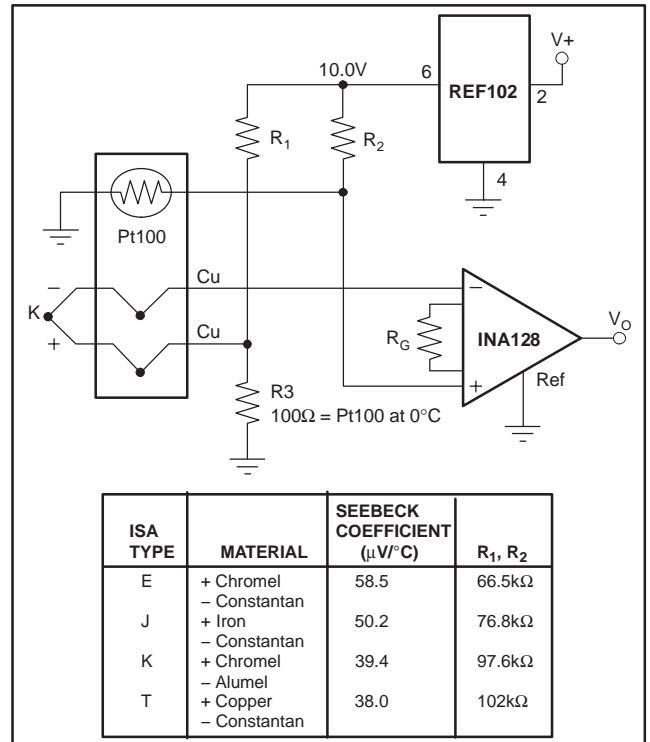 V+
10.0V
6
REF102
2
R1
R2
4
Pt100
Cu
−
K
Cu
+
−
RG
INA128
VO
+
Ref
R3
100Ω = Pt100 at 0°C
ISA TYPE
MATERIAL
SEEBECK COEFFICIENT (μV/°C)
R1, R2
E + Chromel 58.5 66.5kΩ
− Constantan
J + Iron 50.2 76.8kΩ
− Constantan
K + Chromel 39.4 97.6kΩ
− Alumel
T + Copper 38.0 102kΩ
− Constantan